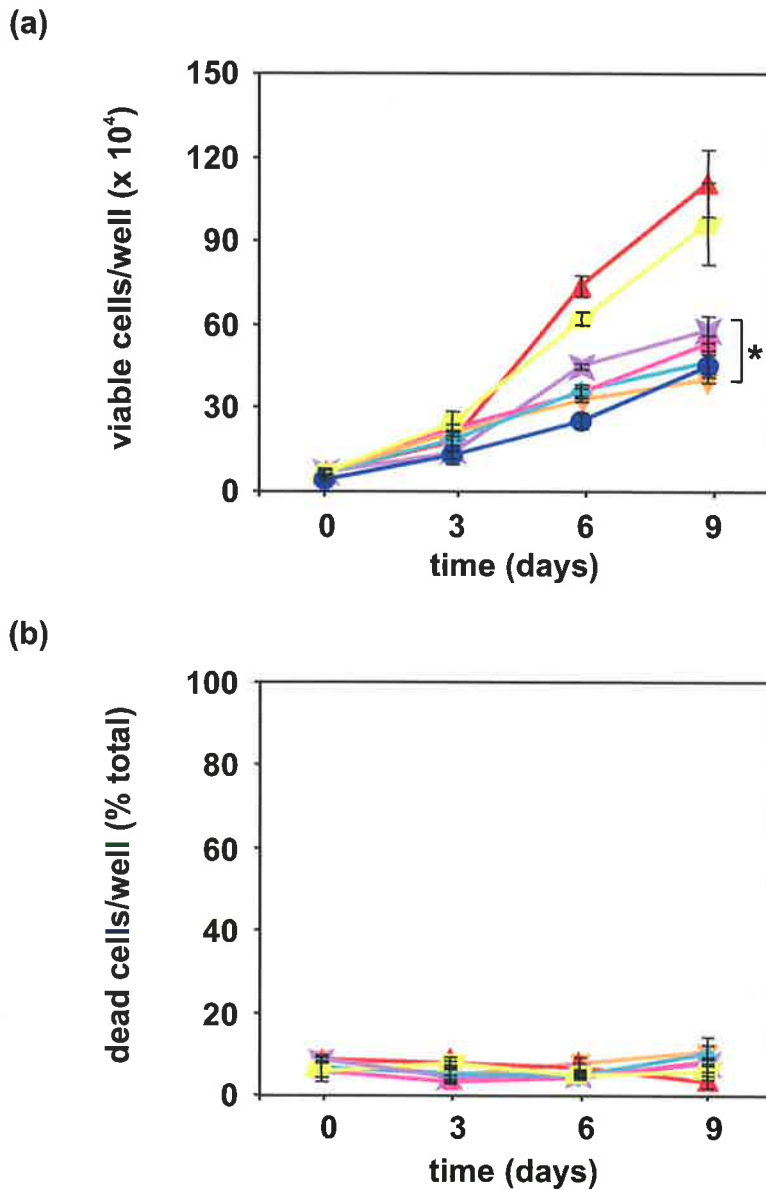 (a)
viable cells/well (x 10⁴)
150
120
90
60
30
0
*
0 3 6 9
time (days)
(b)
dead cells/well (% total)
100
80
60
40
20
0
0 3 6 9
time (days)